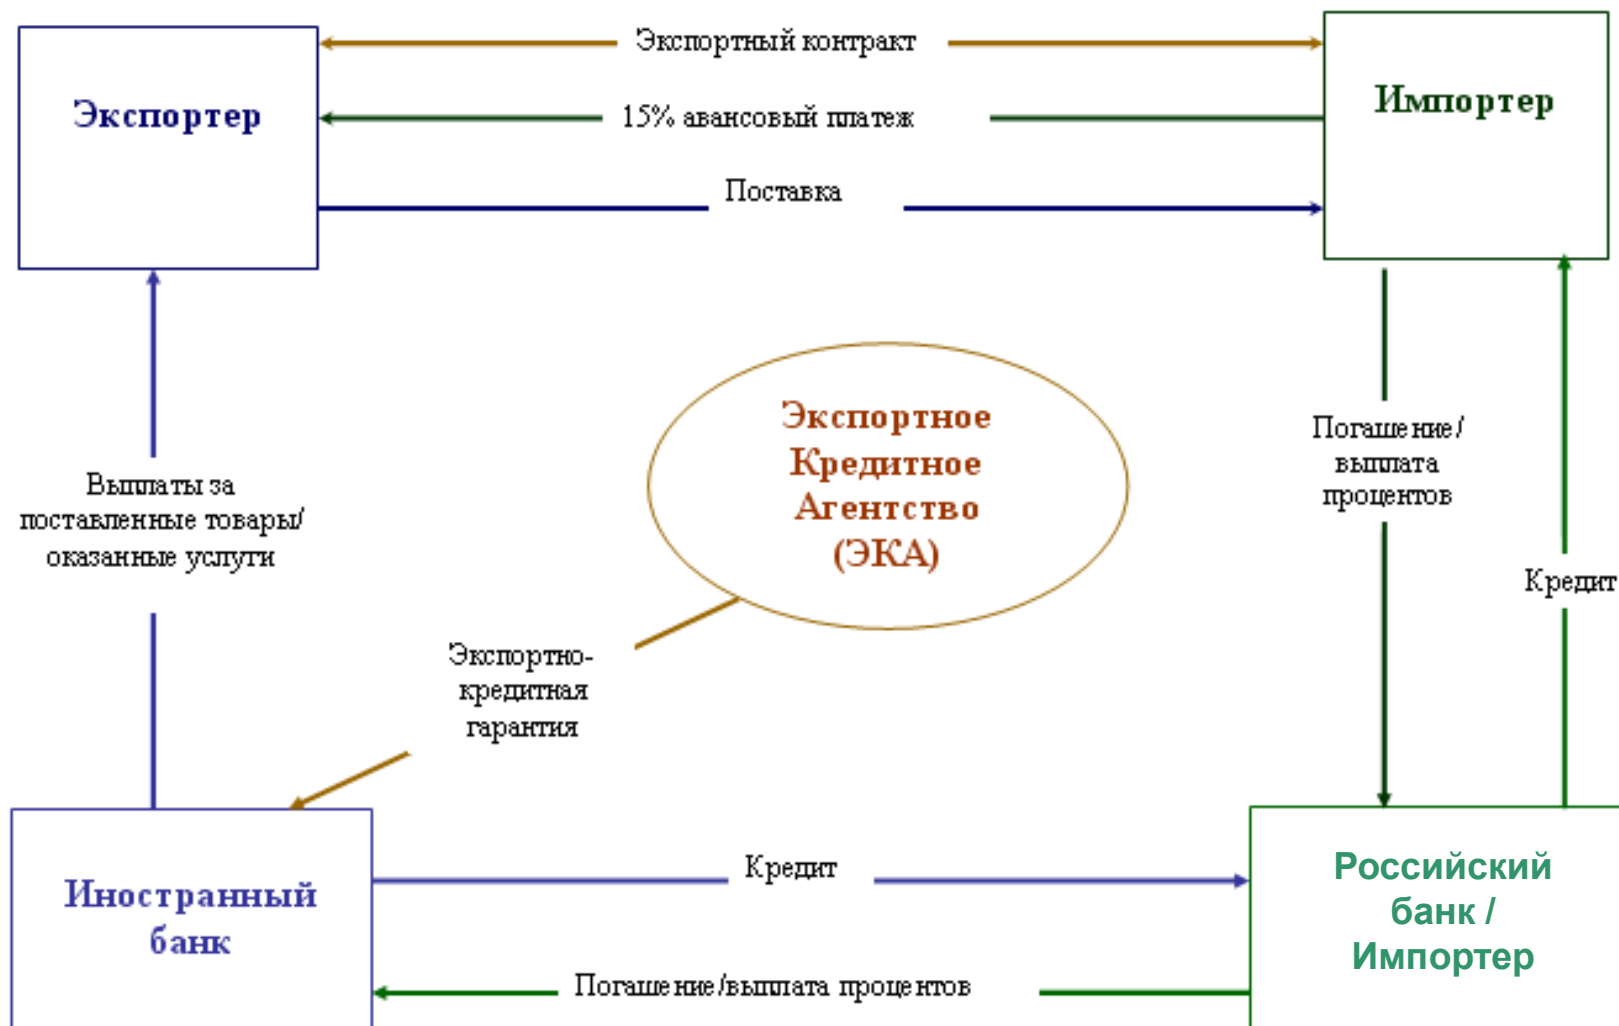 Экспортный контракт
Экспортер
Импортер
15% авансовый платеж
Поставка
Экспортное
Кредитное
Агентство
(ЭКА)
Погашение/
выплата
процентов
Выплаты за
поставленные товары/
оказанные услуги
Кредит
Экспортно-
кредитная
гарантия
Кредит
Иностранный
банк
Российский
банк /
Импортер
Погашение/выплата процентов